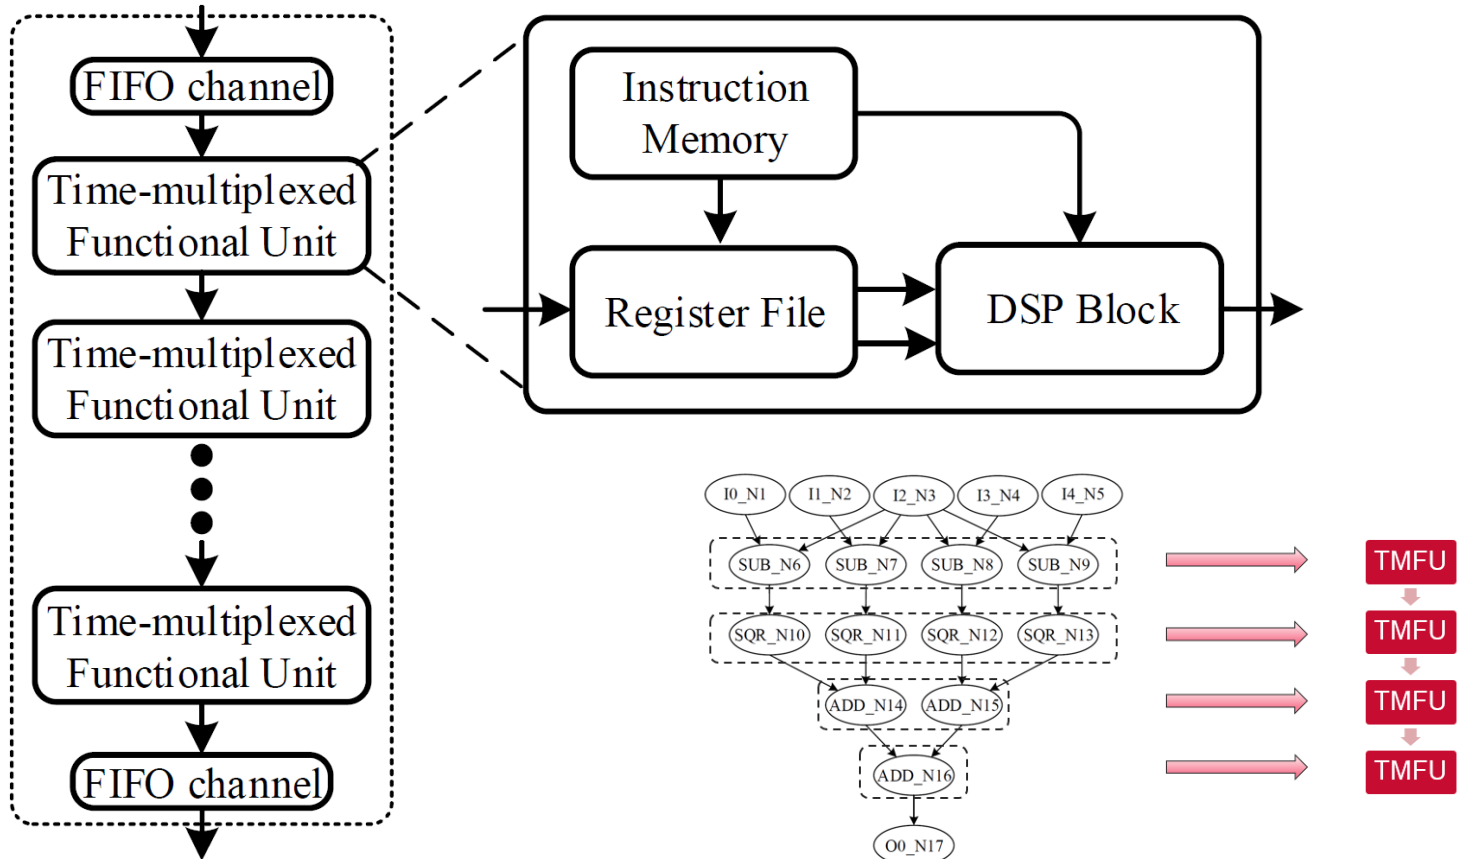 FIFO channel
Time-multiplexed
Functional Unit
Time-multiplexed
Functional Unit
Time-multiplexed
Functional Unit
FIFO channel
Instruction
Memory
Register File
DSP Block
I0_N1
I1_N2
I2_N3
I3_N4
I4_N5
SUB_N6
SUB_N7
SUB_N8
SUB_N9
TMFU
SQR_N10
SQR_N11
SQR_N12
SQR_N13
TMFU
ADD_N14
ADD_N15
TMFU
ADD_N16
TMFU
O0_N17